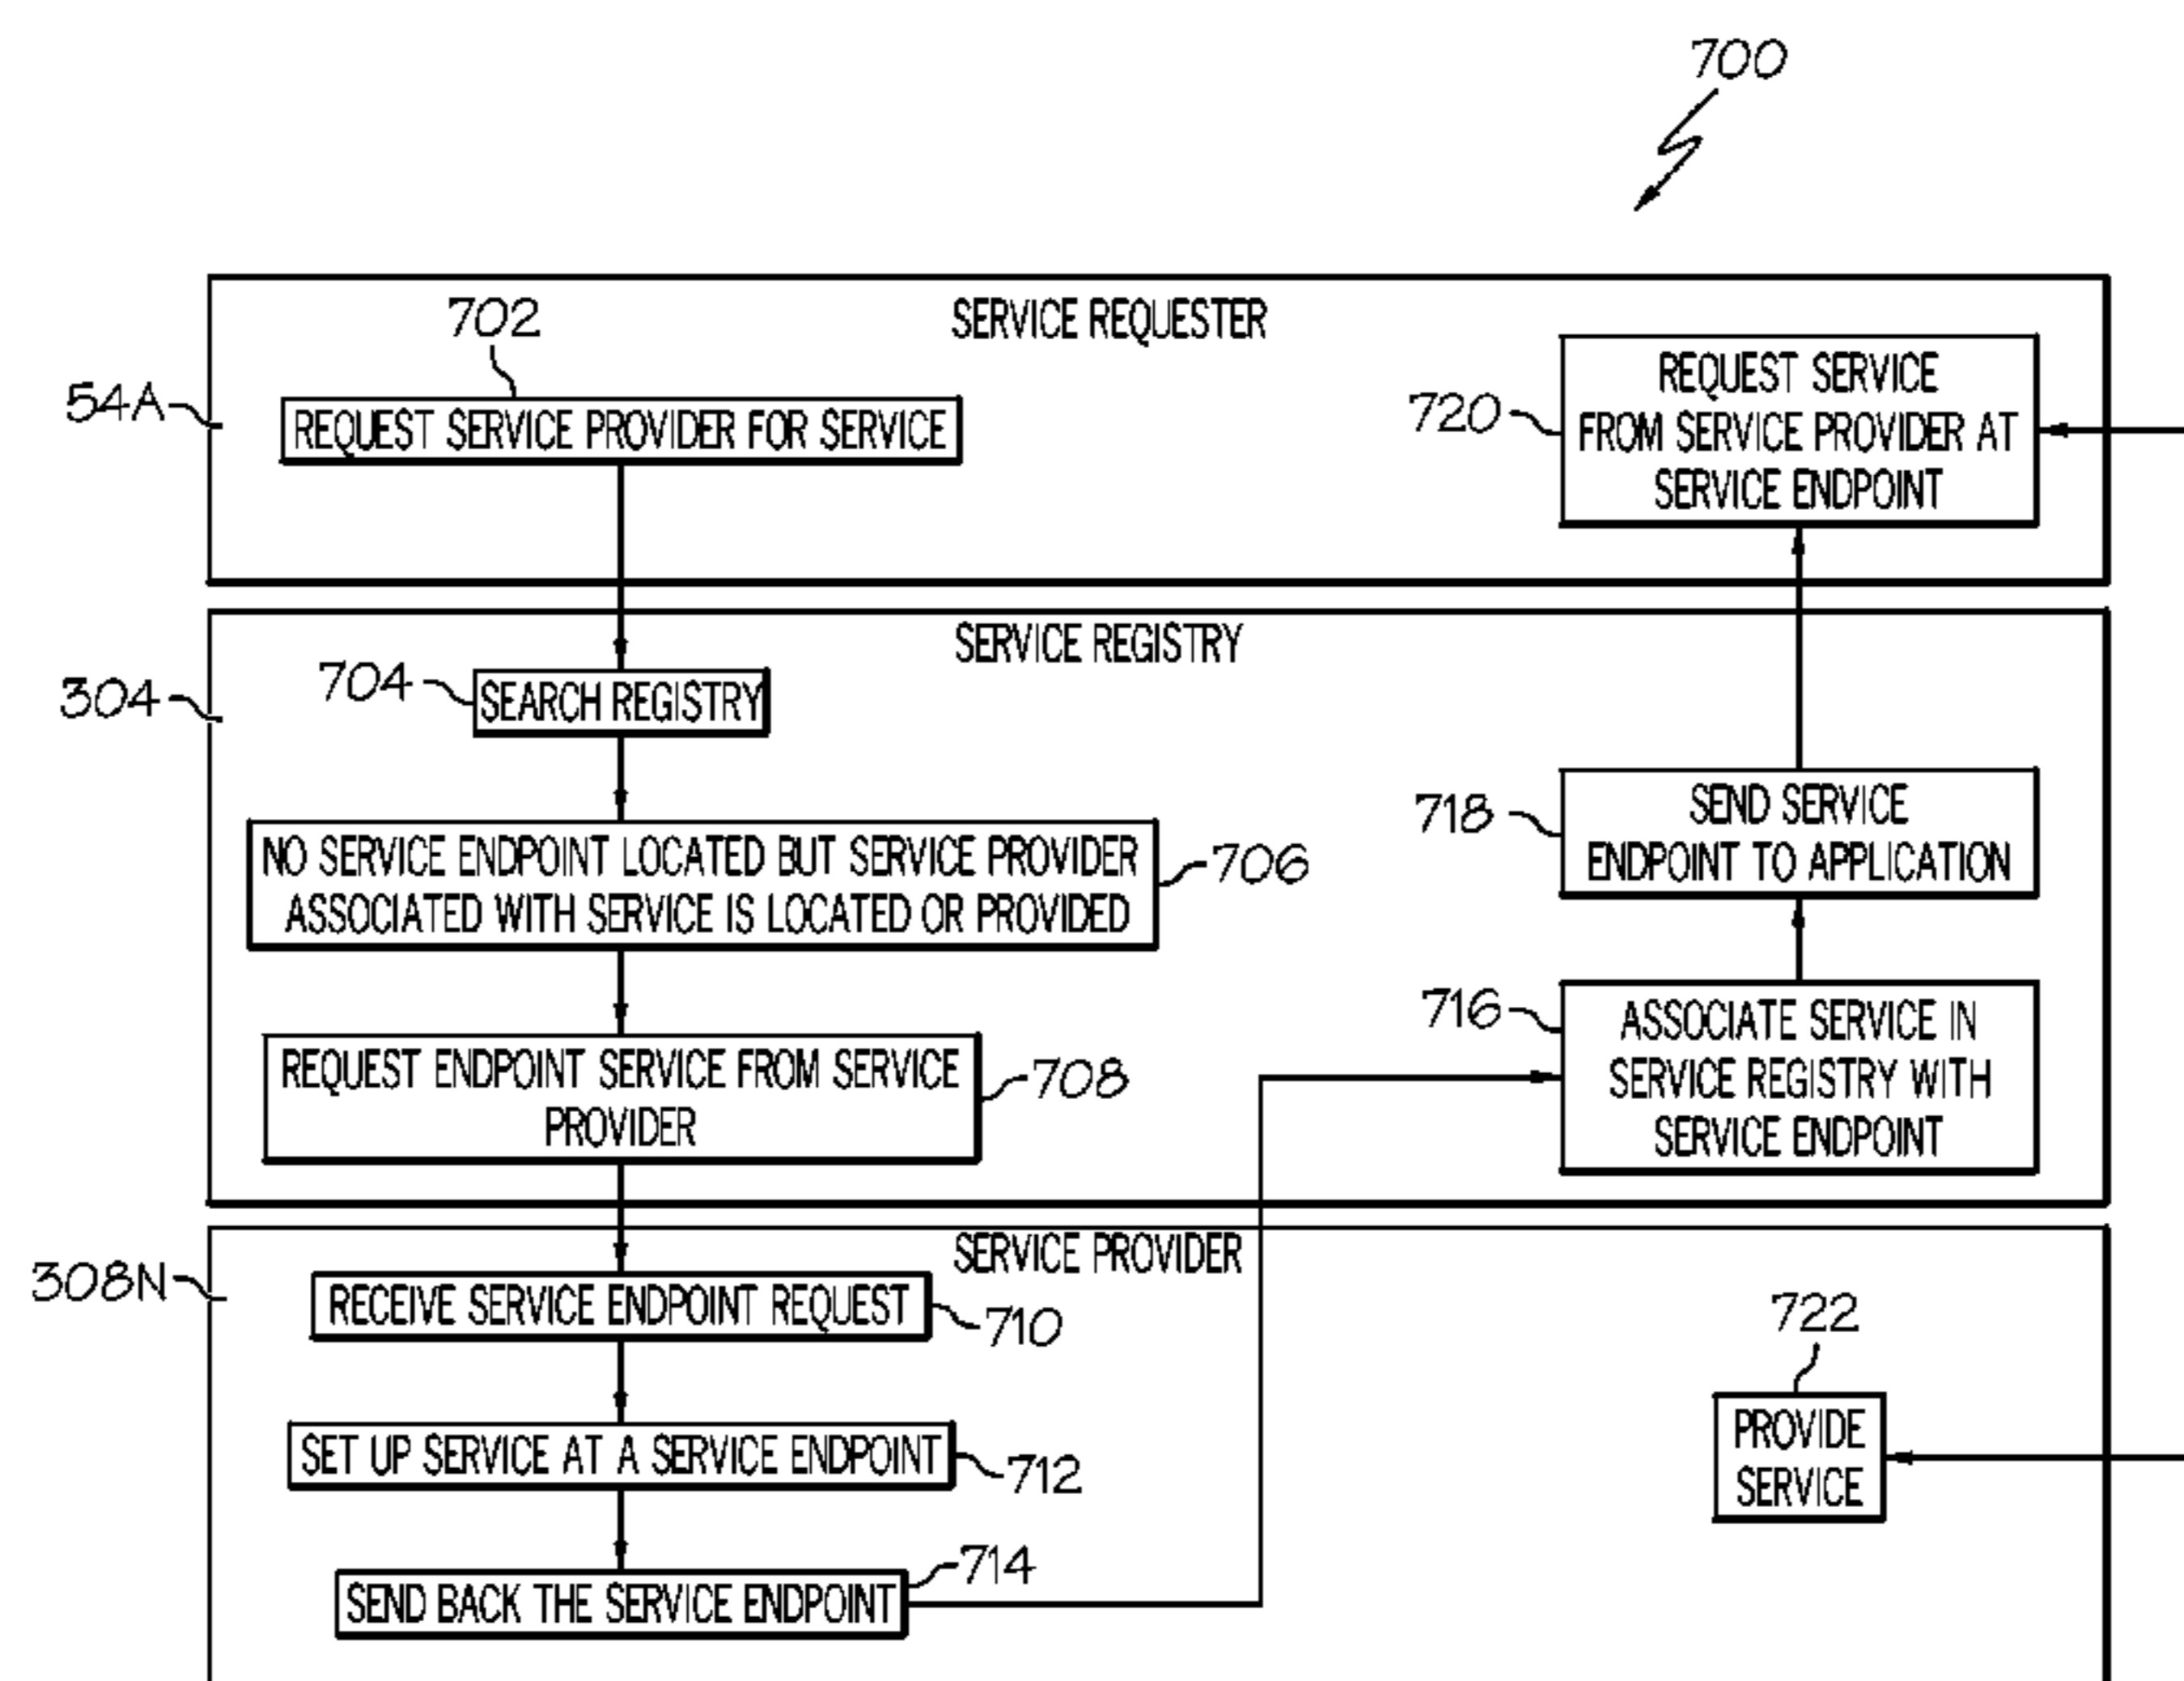 700
SERVICE REQUESTER
702
54A
REQUEST SERVICE PROVIDER FOR SERVICE
720
REQUEST SERVICE
FROM SERVICE PROVIDER AT
SERVICE ENDPOINT
SERVICE REGISTRY
304
704
SEARCH REGISTRY
NO SERVICE ENDPOINT LOCATED BUT SERVICE PROVIDER
ASSOCIATED WITH SERVICE IS LOCATED OR PROVIDED
706
718
SEND SERVICE
ENDPOINT TO APPLICATION
REQUEST ENDPOINT SERVICE FROM SERVICE
PROVIDER
708
716
ASSOCIATE SERVICE IN
SERVICE REGISTRY WITH
SERVICE ENDPOINT
SERVICE PROVIDER
308N
RECEIVE SERVICE ENDPOINT REQUEST
710
SET UP SERVICE AT A SERVICE ENDPOINT
712
SEND BACK THE SERVICE ENDPOINT
714
722
PROVIDE
SERVICE